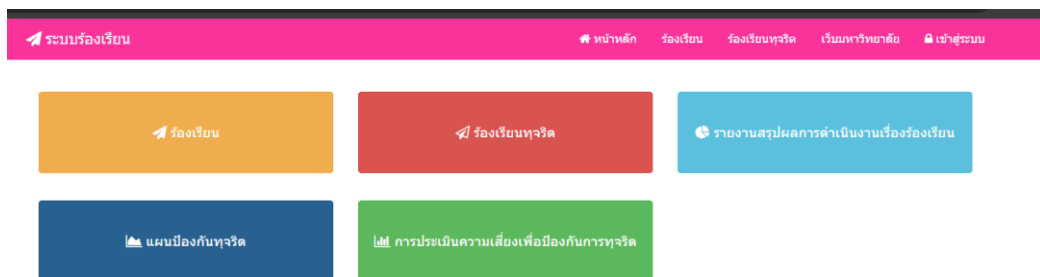 ระบบร้องเรียน
หน้าหลัก ร้องเรียน ร้องเรียนทุจริต เว็บมหาวิทยาลัย เข้าสู่ระบบ
ร้องเรียน
ร้องเรียนทุจริต
รายงานสรุปผลการดำเนินงานเรื่องร้องเรียน
แผนป้องกันทุจริต
การประเมินความเสี่ยงเพื่อป้องกันการทุจริต